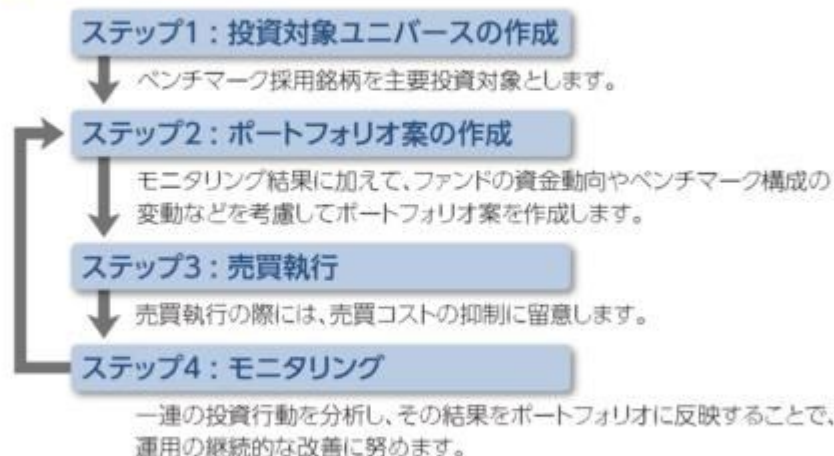 ステップ1：投資対象ユニバースの作成
ベンチマーク採用銘柄を主要投資対象とします。
ステップ2：ポートフォリオ案の作成
モニタリング結果に加えて、ファンドの資金動向やベンチマーク構成の
変動などを考慮してポートフォリオ案を作成します。
ステップ3：売買執行
売買執行の際には、売買コストの抑制に留意します。
ステップ4：モニタリング
一連の投資行動を分析し、その結果をポートフォリオに反映することで、
運用の継続的な改善に努めます。